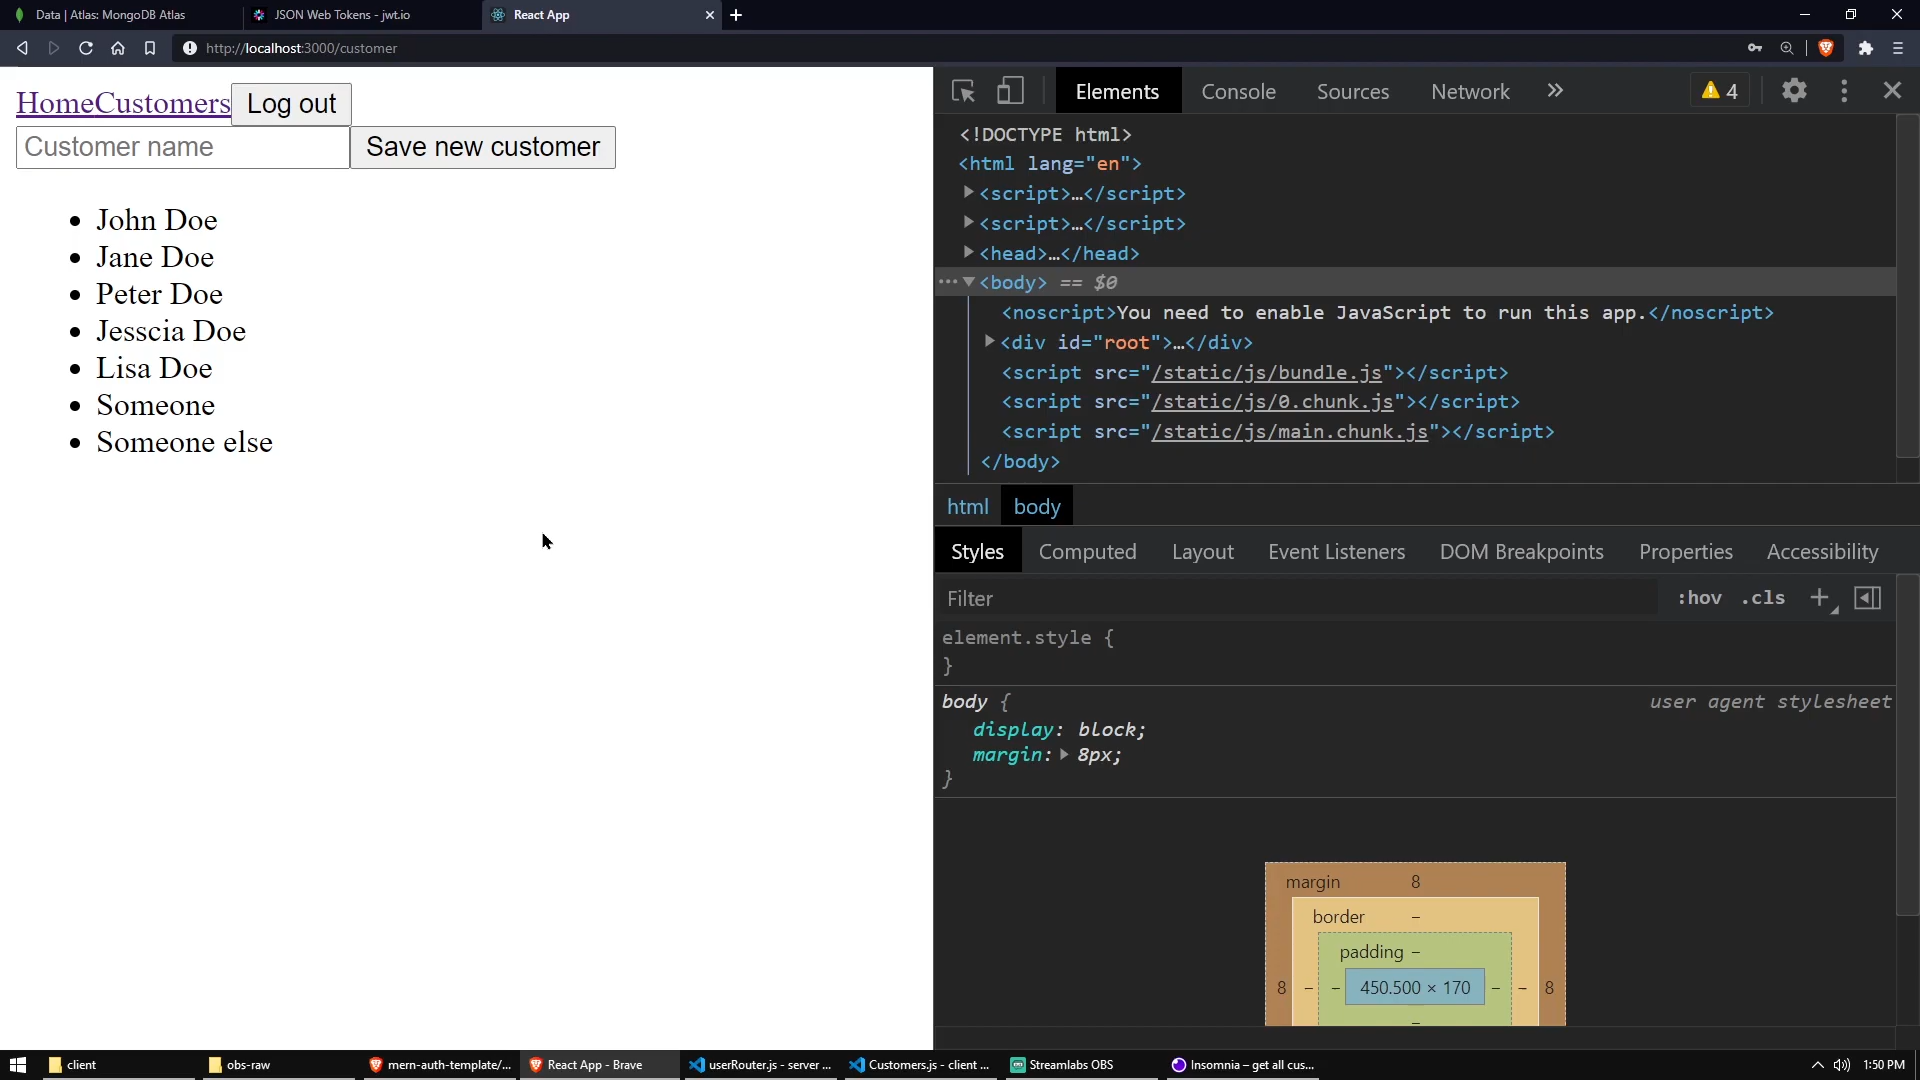 Data | Atlas: MongoDB Atlas
JSON Web Tokens - jwt.io
React App
http://localhost:3000/customer
HomeCustomers Log out
Customer name Save new customer
John Doe
Jane Doe
Peter Doe
Jesscia Doe
Lisa Doe
Someone
Someone else
Elements Console Sources Network » 4
<!DOCTYPE html>
<html lang="en">
<script>…</script>
<script>…</script>
<head>…</head>
··· <body> == $0
<noscript>You need to enable JavaScript to run this app.</noscript>
<div id="root">…</div>
<script src="/static/js/bundle.js"></script>
<script src="/static/js/0.chunk.js"></script>
<script src="/static/js/main.chunk.js"></script>
</body>
html body
Styles Computed Layout Event Listeners DOM Breakpoints Properties Accessibility
Filter :hov .cls +
element.style {
}
body { user agent stylesheet
display: block;
margin: 8px;
}
margin 8
border –
padding –
8 – – 450.500 × 170 – – 8
–
client
obs-raw
mern-auth-template/...
React App - Brave
userRouter.js - server ...
Customers.js - client ...
Streamlabs OBS
Insomnia – get all cus...
1:50 PM